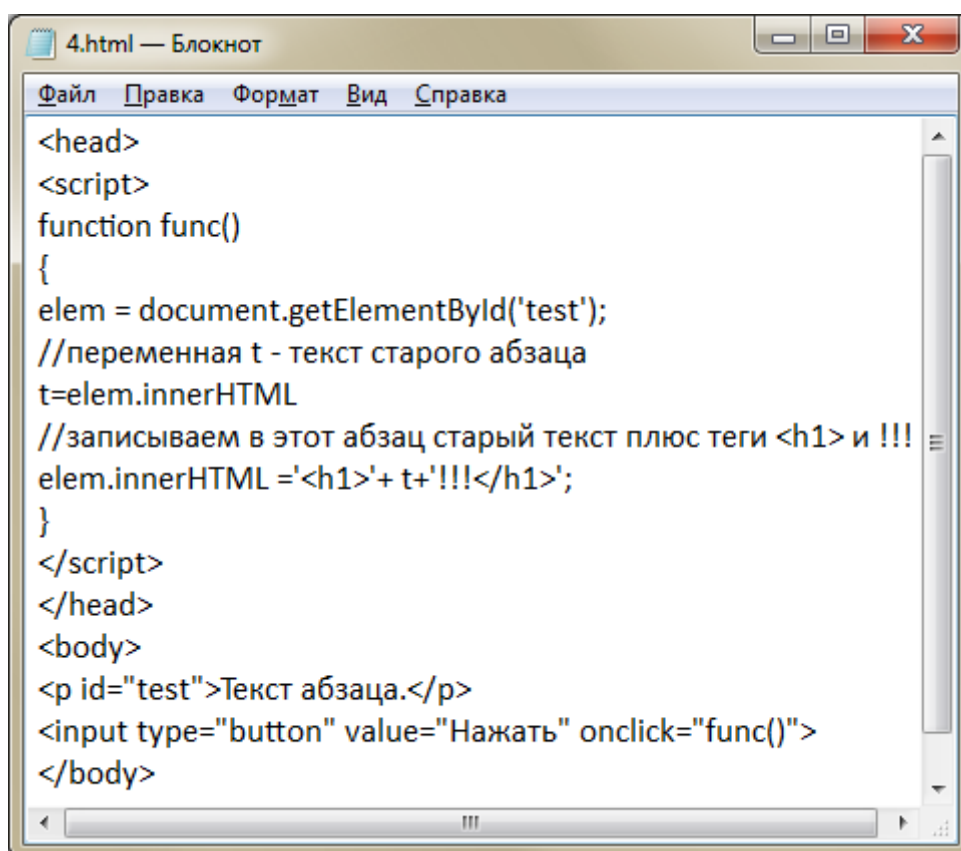 4.html — Блокнот
Файл Правка Формат Вид Справка
<head>
<script>
function func()
{
elem = document.getElementById('test');
//переменная t - текст старого абзаца
t=elem.innerHTML
//записываем в этот абзац старый текст плюс теги <h1> и !!!
elem.innerHTML ='<h1>'+ t+'!!!</h1>';
}
</script>
</head>
<body>
<p id="test">Текст абзаца.</p>
<input type="button" value="Нажать" onclick="func()">
</body>